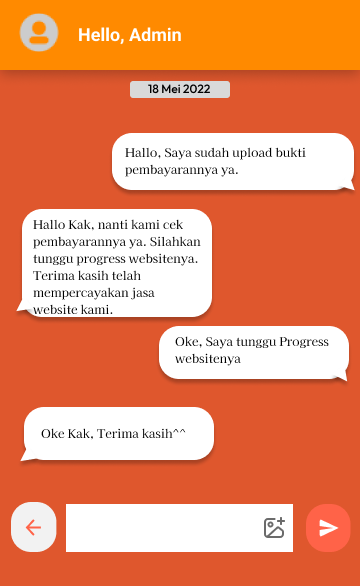 Hello, Admin
18 Mei 2022
Hallo, Saya sudah upload bukti
pembayarannya ya.
Hallo Kak, nanti kami cek
pembayarannya ya. Silahkan
tunggu progress websitenya.
Terima kasih telah
mempercayakan jasa
website kami.
Oke, Saya tunggu Progress
websitenya
Oke Kak, Terima kasih^^